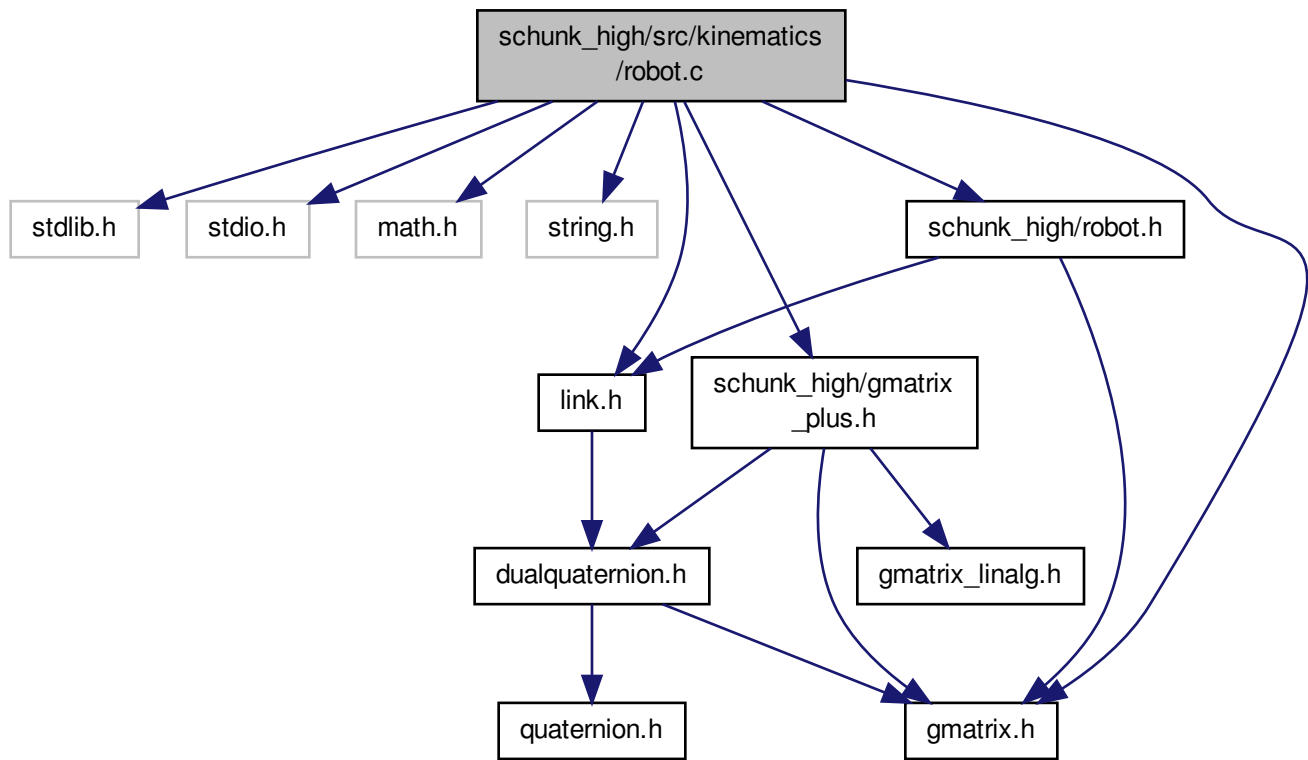 schunk_high/src/kinematics
/robot.c
stdlib.h
stdio.h
math.h
string.h
schunk_high/robot.h
link.h
schunk_high/gmatrix
_plus.h
dualquaternion.h
gmatrix_linalg.h
quaternion.h
gmatrix.h